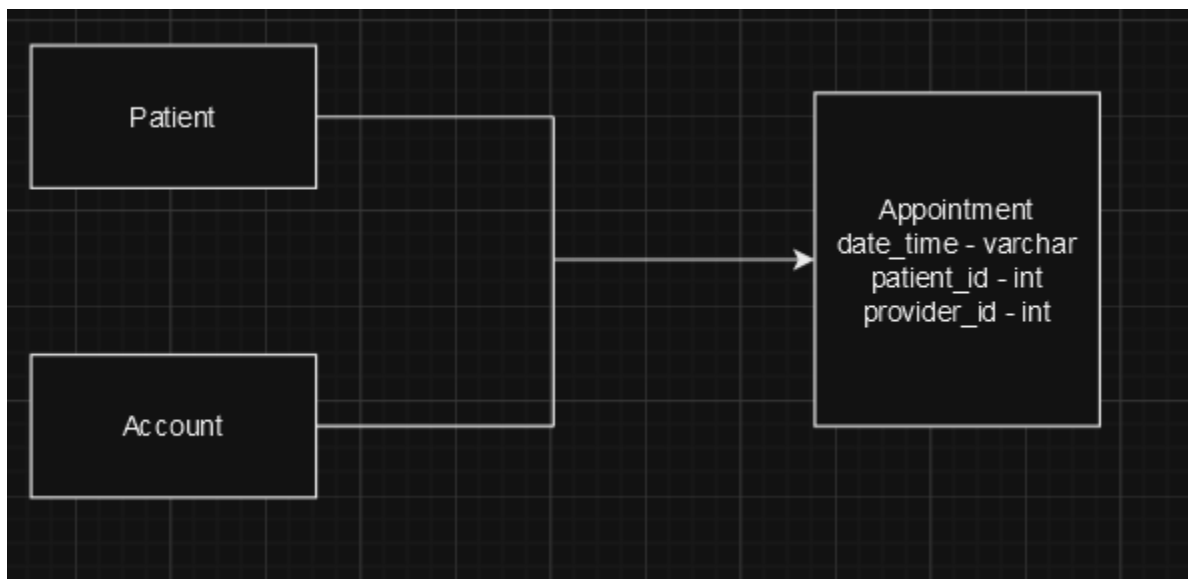 Patient
Appointment
date_time - varchar
patient_id - int
provider_id - int
Account